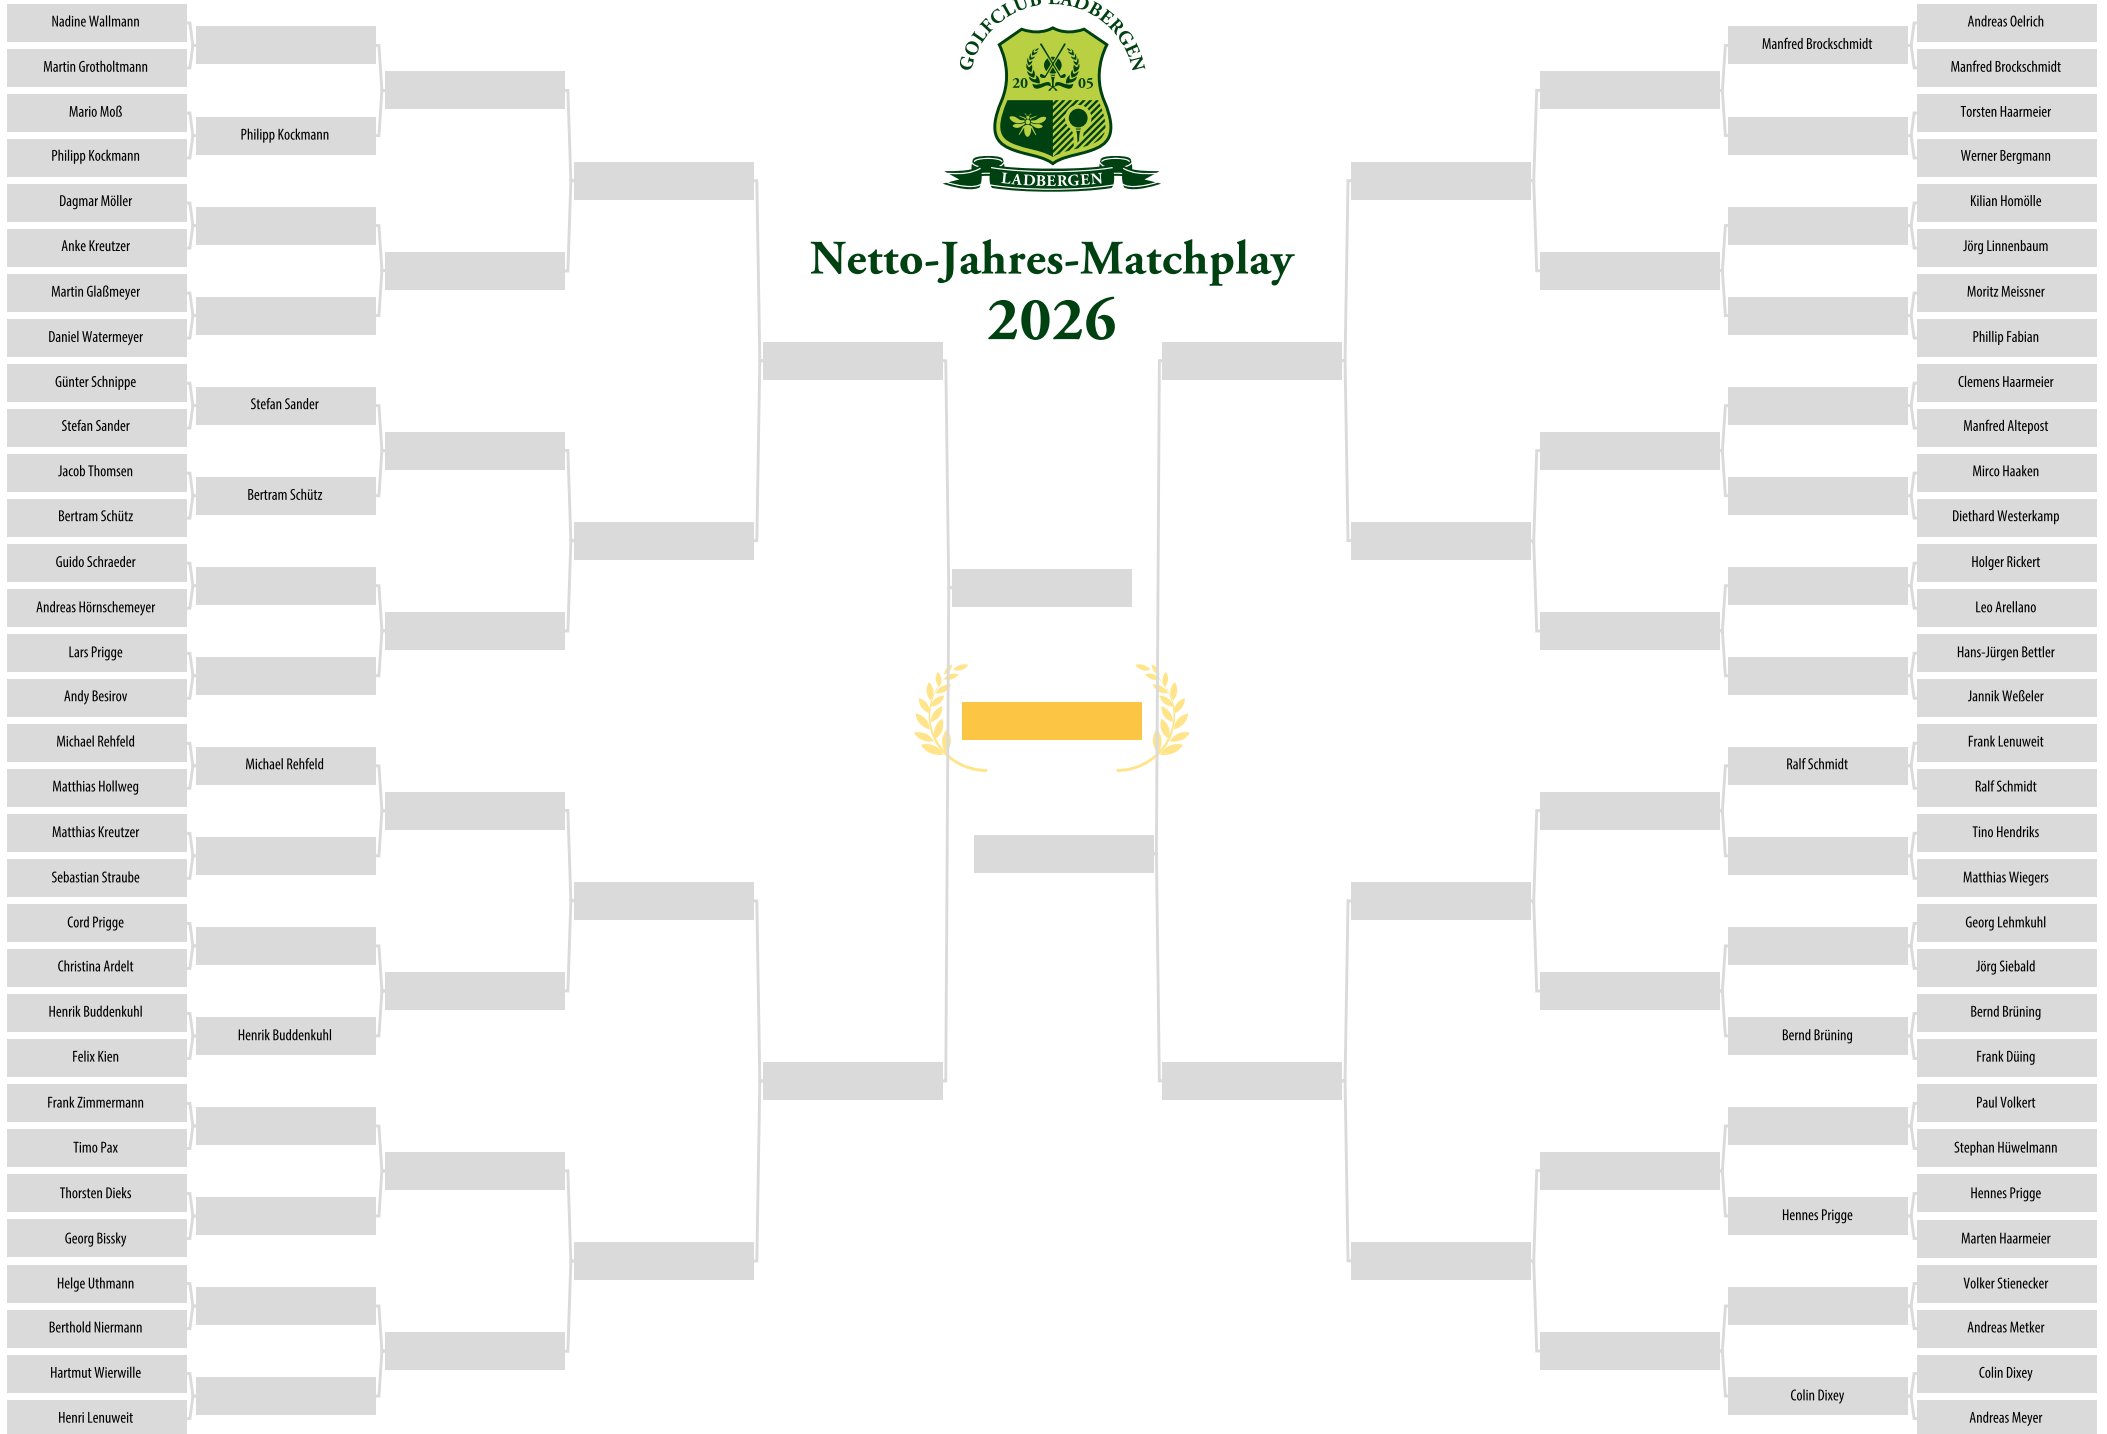 Nadine Wallmann
Martin Grotholtmann
Mario Moß
Philipp Kockmann
Dagmar Möller
Anke Kreutzer
Martin Glaßmeyer
Daniel Watermeyer
Günter Schnippe
Stefan Sander
Jacob Thomsen
Bertram Schütz
Guido Schraeder
Andreas Hörnschemeyer
Lars Prigge
Andy Besirov
Michael Rehfeld
Matthias Hollweg
Matthias Kreutzer
Sebastian Straube
Cord Prigge
Christina Ardelt
Henrik Buddenkuhl
Felix Kien
Frank Zimmermann
Timo Pax
Thorsten Dieks
Georg Bissky
Helge Uthmann
Berthold Niermann
Hartmut Wierwille
Henri Lenuweit
Philipp Kockmann
Stefan Sander
Bertram Schütz
Michael Rehfeld
Henrik Buddenkuhl
GOLFCLUB LADBERGEN
20 05
LADBERGEN
Netto-Jahres-Matchplay
2026
Manfred Brockschmidt
Ralf Schmidt
Bernd Brüning
Hennes Prigge
Colin Dixey
Andreas Oelrich
Manfred Brockschmidt
Torsten Haarmeier
Werner Bergmann
Kilian Homölle
Jörg Linnenbaum
Moritz Meissner
Phillip Fabian
Clemens Haarmeier
Manfred Altepost
Mirco Haaken
Diethard Westerkamp
Holger Rickert
Leo Arellano
Hans-Jürgen Bettler
Jannik Weßeler
Frank Lenuweit
Ralf Schmidt
Tino Hendriks
Matthias Wiegers
Georg Lehmkuhl
Jörg Siebald
Bernd Brüning
Frank Düing
Paul Volkert
Stephan Hüwelmann
Hennes Prigge
Marten Haarmeier
Volker Stienecker
Andreas Metker
Colin Dixey
Andreas Meyer